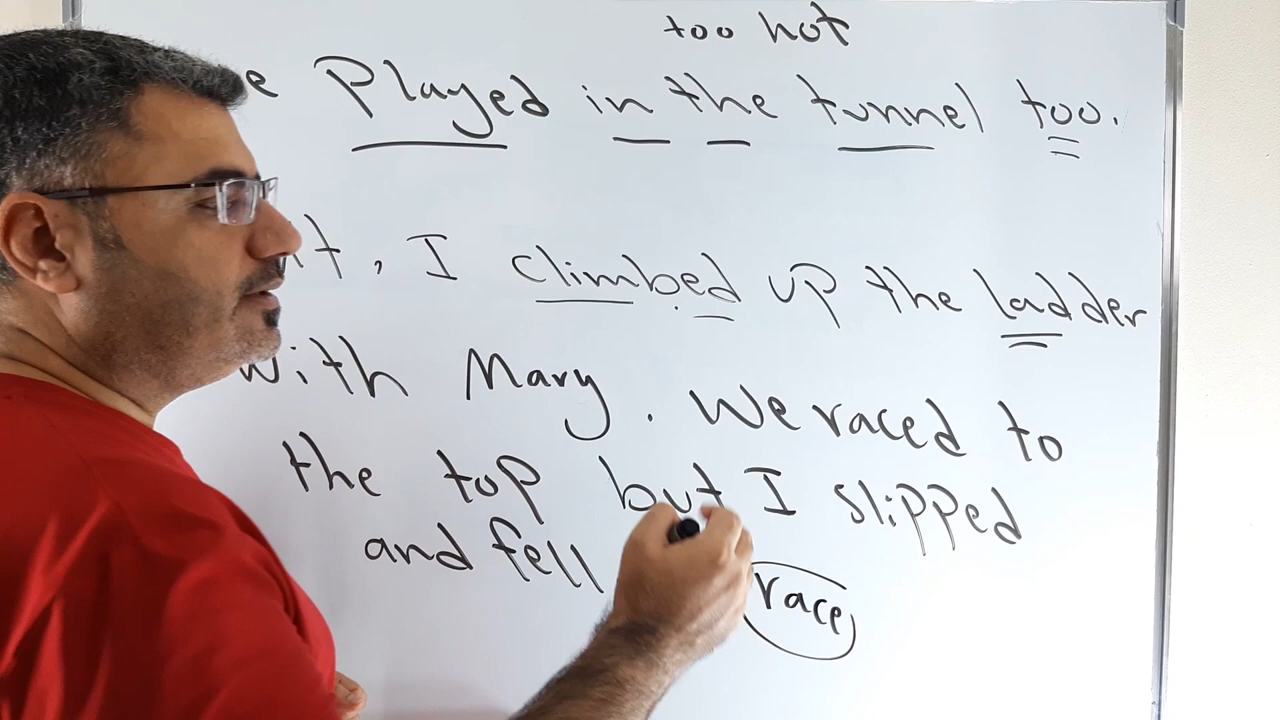 too hot
Played in the tunnel too.
, I climbed up the ladder
with Mary. We raced to
the top but I slipped
and fell
race